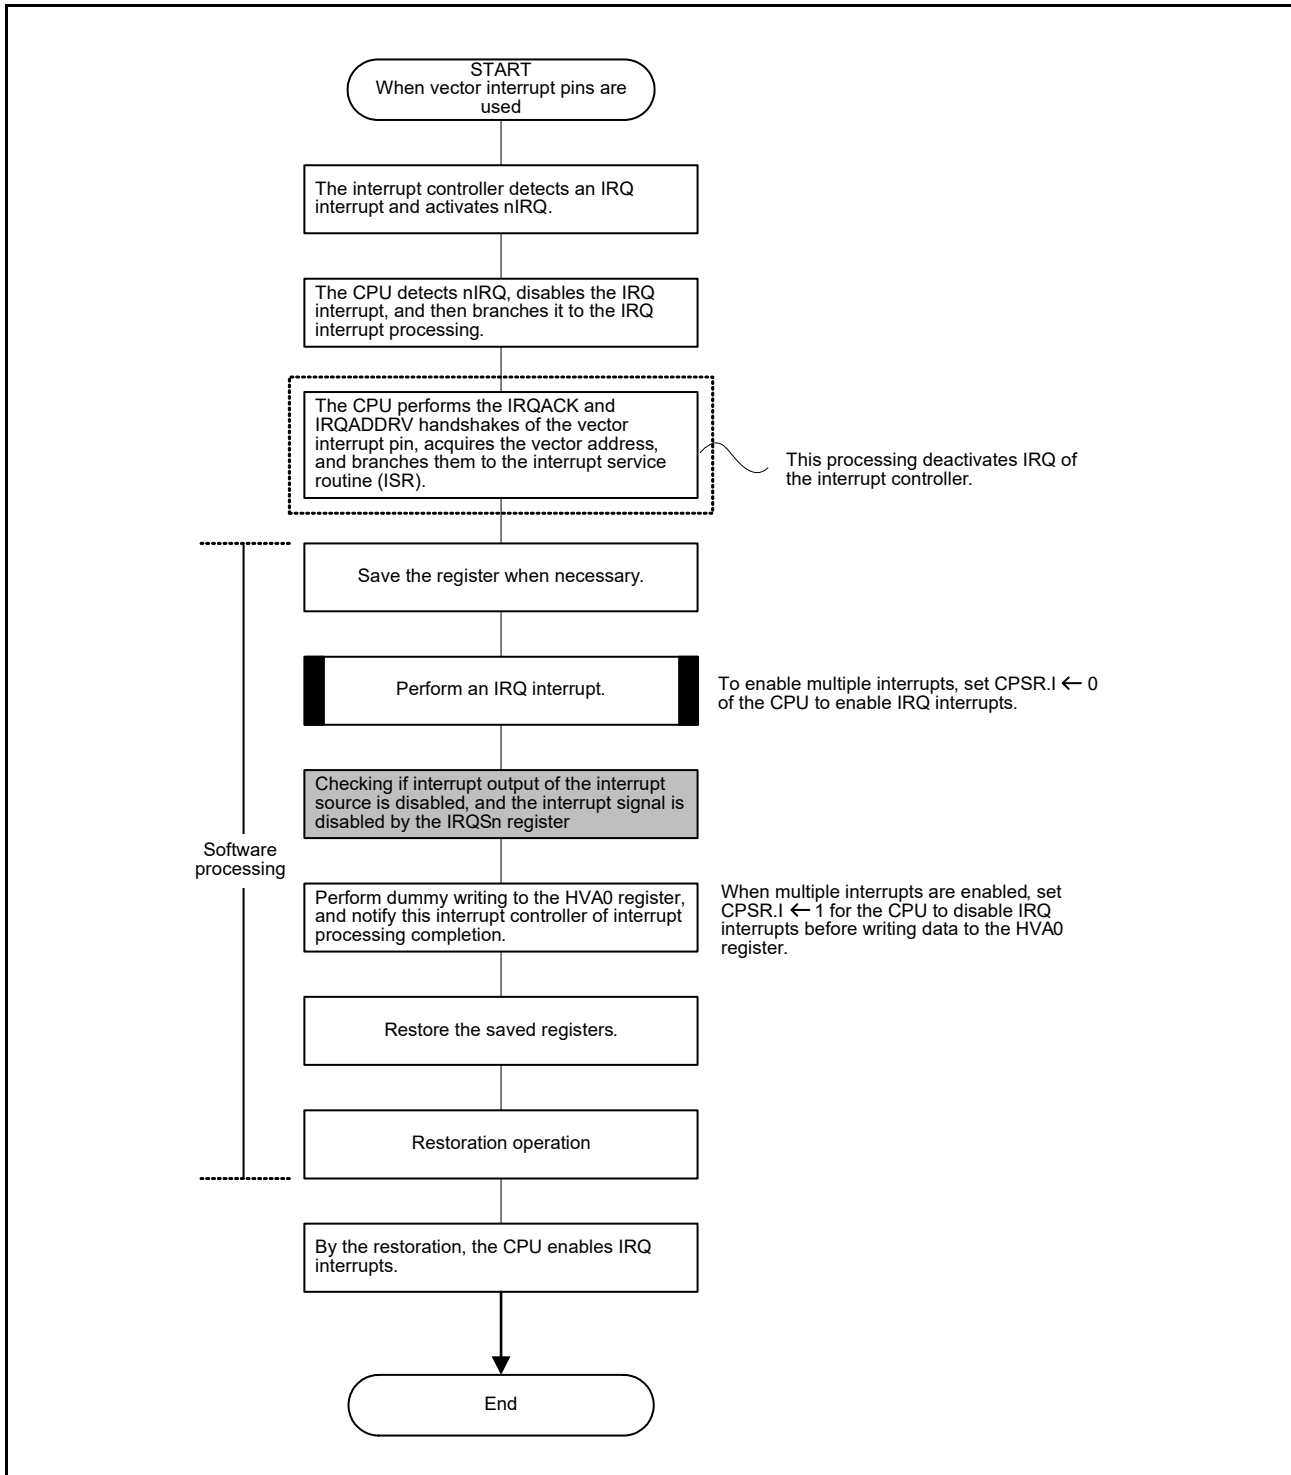 START
When vector interrupt pins are
used
The interrupt controller detects an IRQ
interrupt and activates nIRQ.
The CPU detects nIRQ, disables the IRQ
interrupt, and then branches it to the IRQ
interrupt processing.
The CPU performs the IRQACK and
IRQADDRV handshakes of the vector
interrupt pin, acquires the vector address,
and branches them to the interrupt service
routine (ISR).
This processing deactivates IRQ of
the interrupt controller.
Save the register when necessary.
Perform an IRQ interrupt.
To enable multiple interrupts, set CPSR.I ← 0
of the CPU to enable IRQ interrupts.
Checking if interrupt output of the interrupt
source is disabled, and the interrupt signal is
disabled by the IRQSn register
Software
processing
Perform dummy writing to the HVA0 register,
and notify this interrupt controller of interrupt
processing completion.
When multiple interrupts are enabled, set
CPSR.I ← 1 for the CPU to disable IRQ
interrupts before writing data to the HVA0
register.
Restore the saved registers.
Restoration operation
By the restoration, the CPU enables IRQ
interrupts.
End